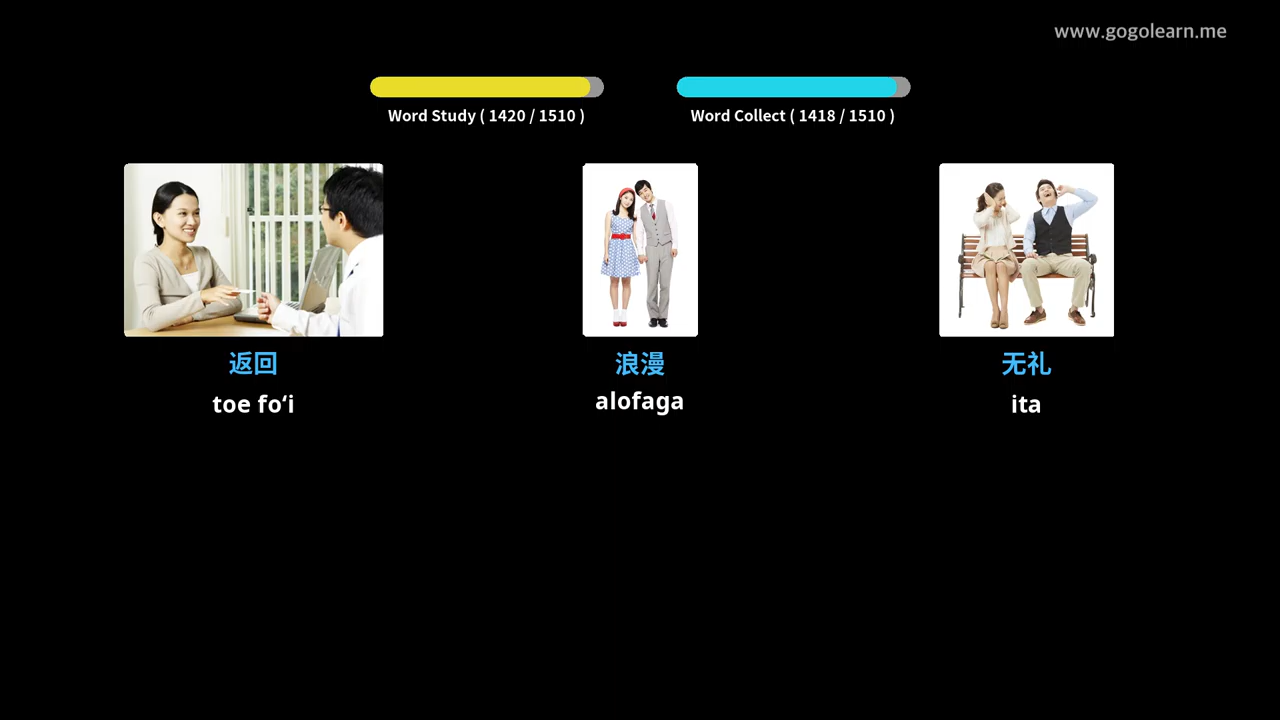 www.gogolearn.me
Word Study ( 1420 / 1510 )
Word Collect ( 1418 / 1510 )
返回
浪漫
无礼
toe foʻi
alofaga
ita